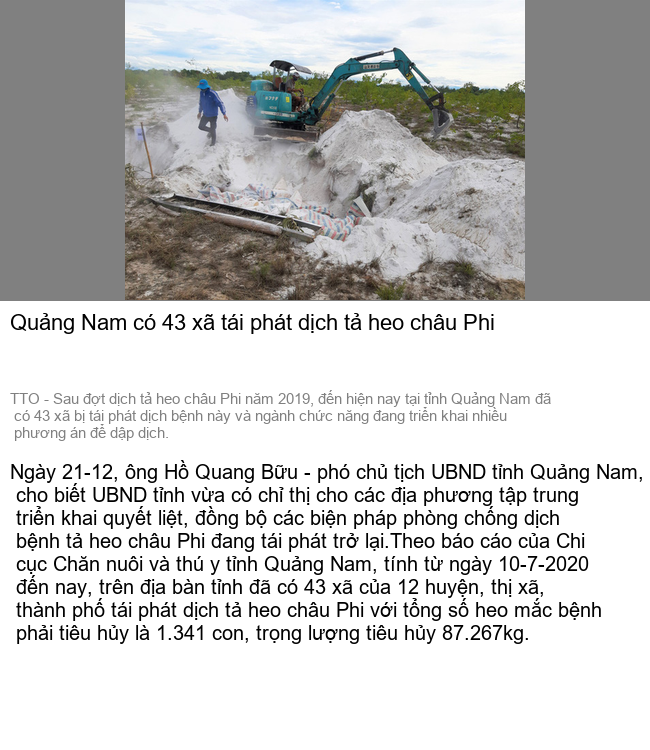 Quảng Nam có 43 xã tái phát dịch tả heo châu Phi
TTO - Sau đợt dịch tả heo châu Phi năm 2019, đến hiện nay tại tỉnh Quảng Nam đã
có 43 xã bị tái phát dịch bệnh này và ngành chức năng đang triển khai nhiều
phương án để dập dịch.
Ngày 21-12, ông Hồ Quang Bửu - phó chủ tịch UBND tỉnh Quảng Nam,
cho biết UBND tỉnh vừa có chỉ thị cho các địa phương tập trung
triển khai quyết liệt, đồng bộ các biện pháp phòng chống dịch
bệnh tả heo châu Phi đang tái phát trở lại.Theo báo cáo của Chi
cục Chăn nuôi và thú y tỉnh Quảng Nam, tính từ ngày 10-7-2020
đến nay, trên địa bàn tỉnh đã có 43 xã của 12 huyện, thị xã,
thành phố tái phát dịch tả heo châu Phi với tổng số heo mắc bệnh
phải tiêu hủy là 1.341 con, trọng lượng tiêu hủy 87.267kg.